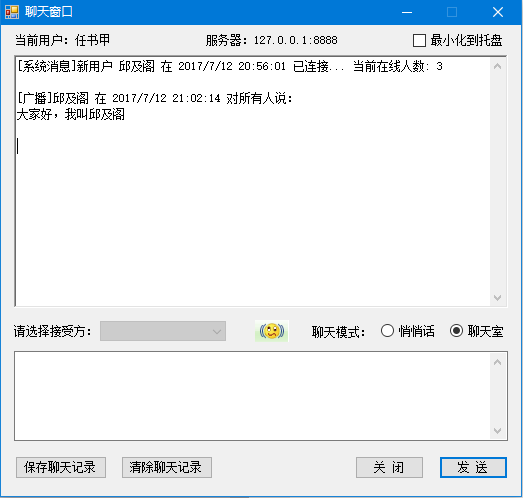 聊天窗口
当前用户：任书甲 服务器：127.0.0.1:8888 最小化到托盘
[系统消息]新用户 邱及阁 在 2017/7/12 20:56:01 已连接... 当前在线人数: 3
[广播]邱及阁 在 2017/7/12 21:02:14 对所有人说：
大家好，我叫邱及阁
请选择接受方： 聊天模式： 悄悄话 聊天室
保存聊天记录 清除聊天记录 关 闭 发 送